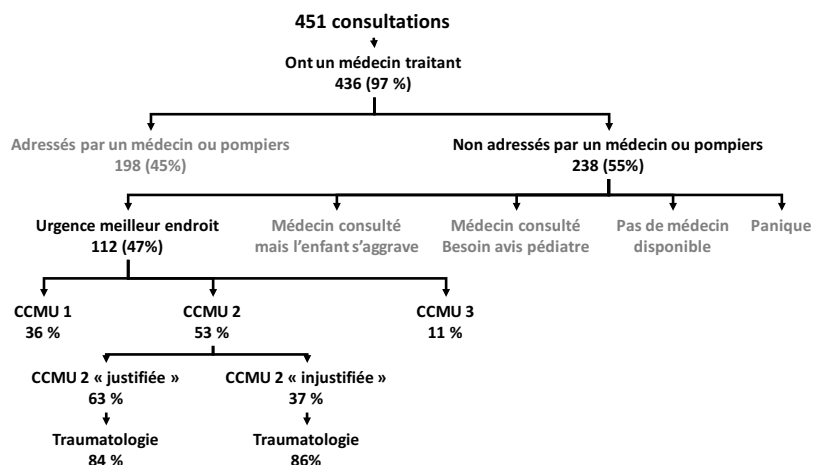 451 consultations
Ont un médecin traitant
436 (97 %)
Adressés par un médecin ou pompiers
198 (45%)
Non adressés par un médecin ou pompiers
238 (55%)
Urgence meilleur endroit
112 (47%)
Médecin consulté
mais l’enfant s’aggrave
Médecin consulté
Besoin avis pédiatre
Pas de médecin
disponible
Panique
CCMU 1
36 %
CCMU 2
53 %
CCMU 3
11 %
CCMU 2 « justifiée »
63 %
CCMU 2 « injustifiée »
37 %
Traumatologie
84 %
Traumatologie
86%